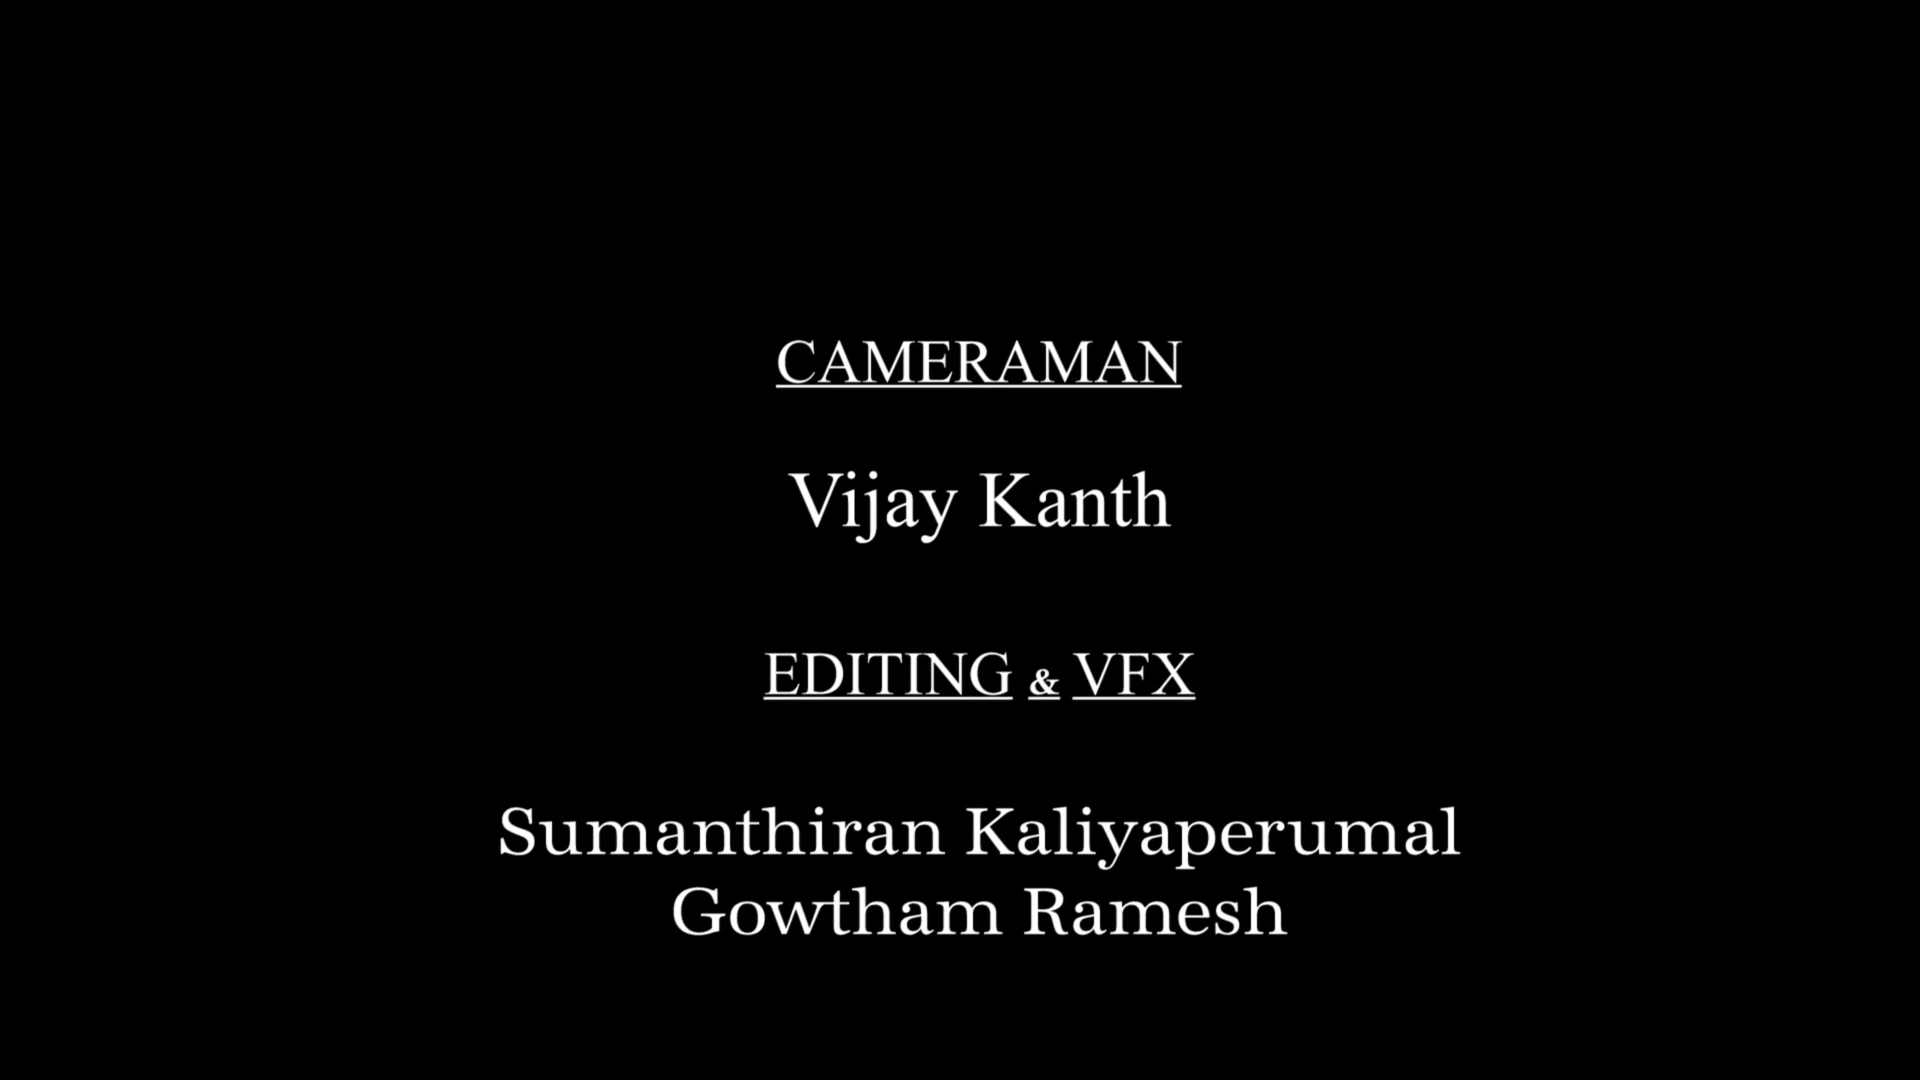 CAMERAMAN
Vijay Kanth
EDITING & VFX
Sumanthiran Kaliyaperumal
Gowtham Ramesh